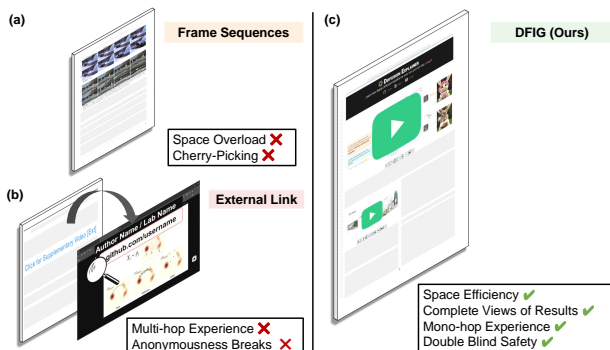 (a)
Frame Sequences
Space Overload ❌
Cherry-Picking ❌
(b)
External Link
Click for Supplementary Video [Ext]
Author Name / Lab Name
github.com/username
Multi-hop Experience ❌
Anonymousness Breaks ❌
(c)
DFIG (Ours)
Diffusion Explorer
Space Efficiency ✔
Complete Views of Results ✔
Mono-hop Experience ✔
Double Blind Safety ✔